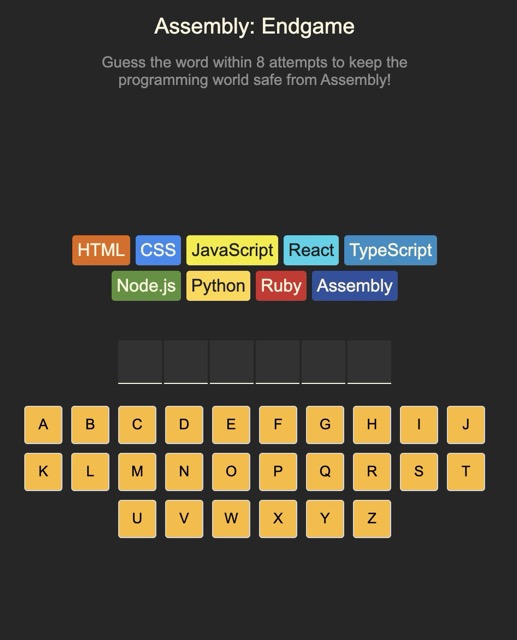 Assembly: Endgame
Guess the word within 8 attempts to keep the
programming world safe from Assembly!
HTML CSS JavaScript React TypeScript
Node.js Python Ruby Assembly
A B C D E F G H I J
K L M N O P Q R S T
U V W X Y Z